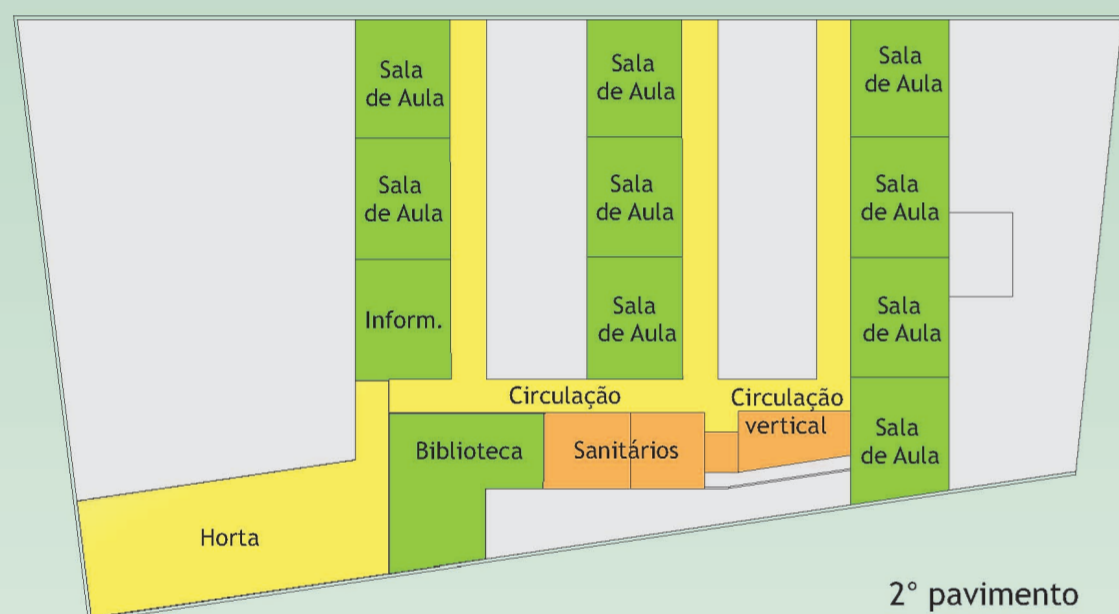 Sala
de Aula
Sala
de Aula
Sala
de Aula
Sala
de Aula
Sala
de Aula
Sala
de Aula
Inform.
Sala
de Aula
Sala
de Aula
Circulação
Circulação
vertical
Biblioteca
Sanitários
Sala
de Aula
Horta
2° pavimento